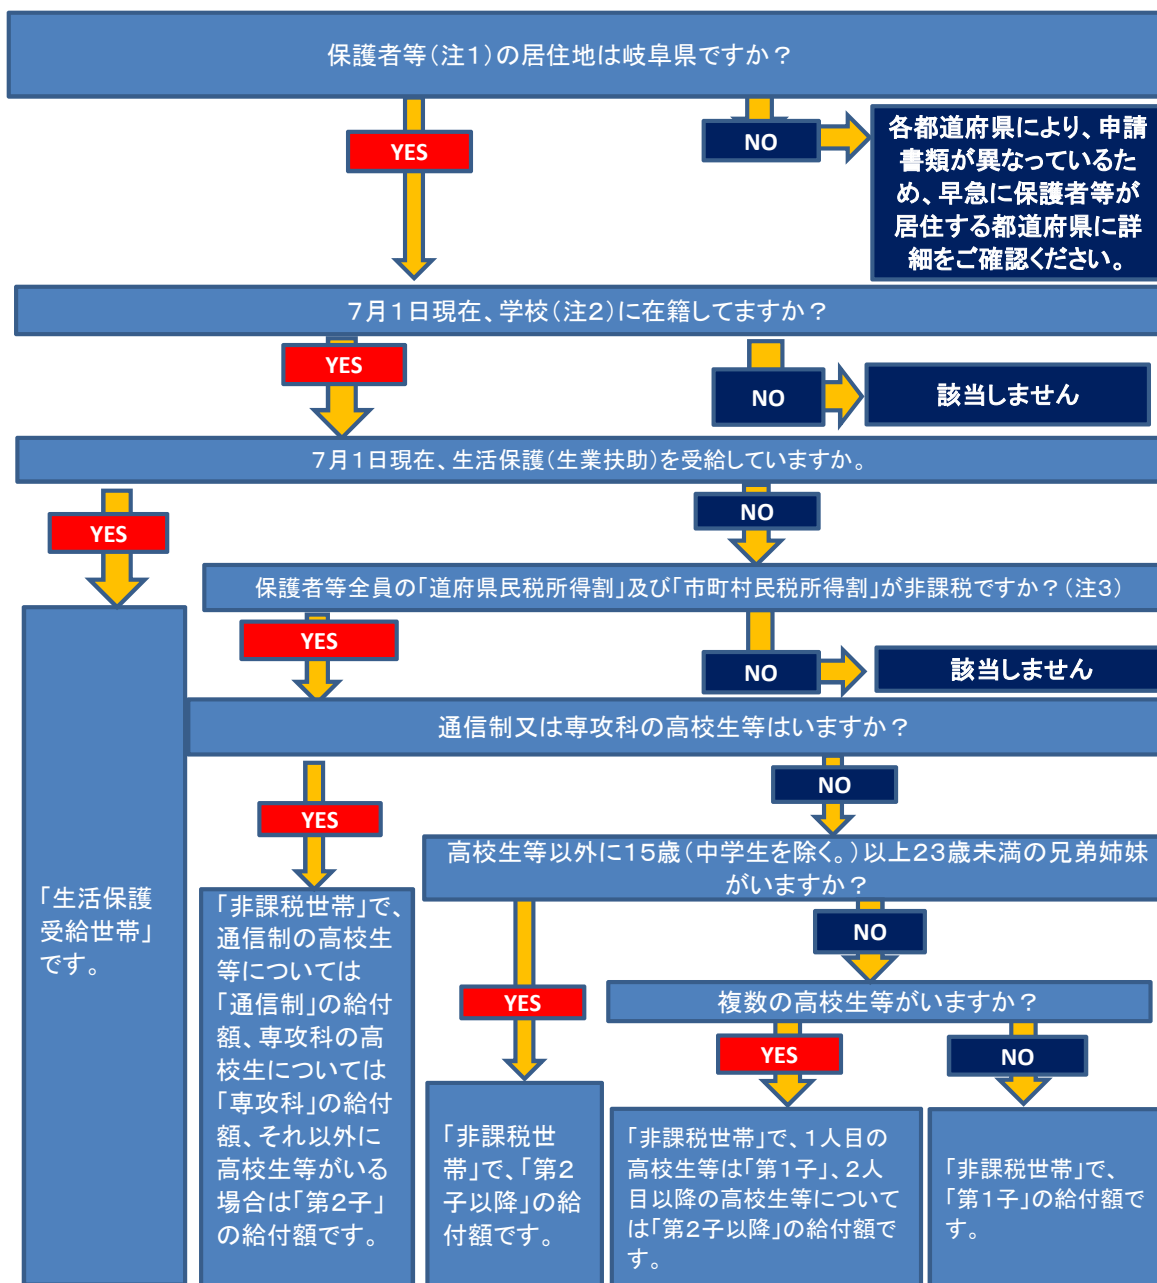 保護者等（注１）の居住地は岐阜県ですか？
YES
NO
各都道府県により、申請
書類が異なっているた
め、早急に保護者等が
居住する都道府県に詳
細をご確認ください。
７月１日現在、学校（注２）に在籍してますか？
YES
NO
該当しません
７月１日現在、生活保護（生業扶助）を受給していますか。
YES
NO
保護者等全員の「道府県民税所得割」及び「市町村民税所得割」が非課税ですか？（注３）
YES
NO
該当しません
通信制又は専攻科の高校生等はいますか？
YES
NO
高校生等以外に１５歳（中学生を除く。）以上２３歳未満の兄弟姉妹
がいますか？
YES
NO
複数の高校生等がいますか？
YES
NO
「生活保護
受給世帯」
です。
「非課税世帯」で、
通信制の高校生
等については
「通信制」の給付
額、専攻科の高
校生については
「専攻科」の給付
額、それ以外に
高校生等がいる
場合は「第２子」
の給付額です。
「非課税世
帯」で、「第２
子以降」の給
付額です。
「非課税世帯」で、１人目の
高校生等は「第１子」、２人
目以降の高校生等について
は「第２子以降」の給付額で
す。
「非課税世帯」で、
「第１子」の給付額で
す。